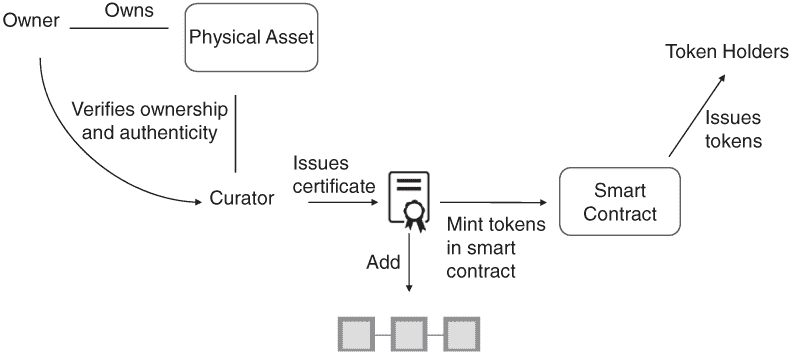 Owner
Owns
Physical Asset
Token Holders
Verifies ownership
and authenticity
Issues
tokens
Issues
certificate
Curator
Smart
Contract
Mint tokens
in smart
contract
Add